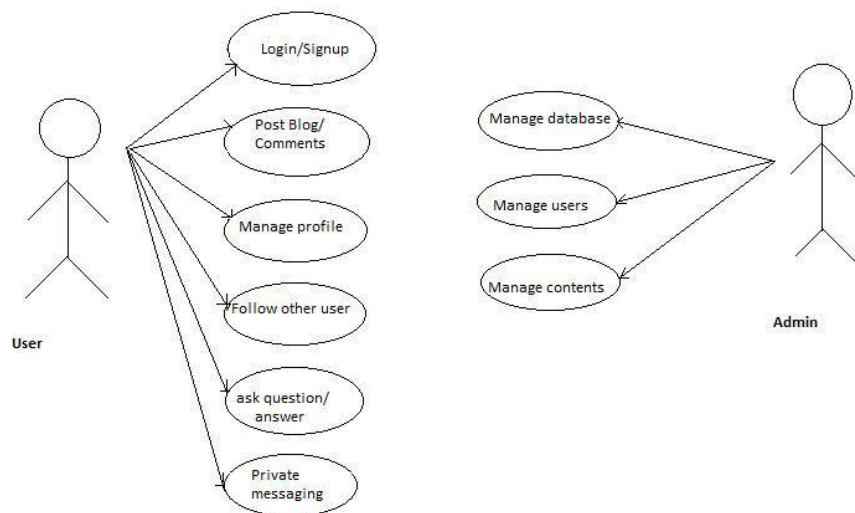 Login/Signup
Post Blog/
Comments
Manage profile
Follow other user
ask question/
answer
Private
messaging
User
Manage database
Manage users
Manage contents
Admin